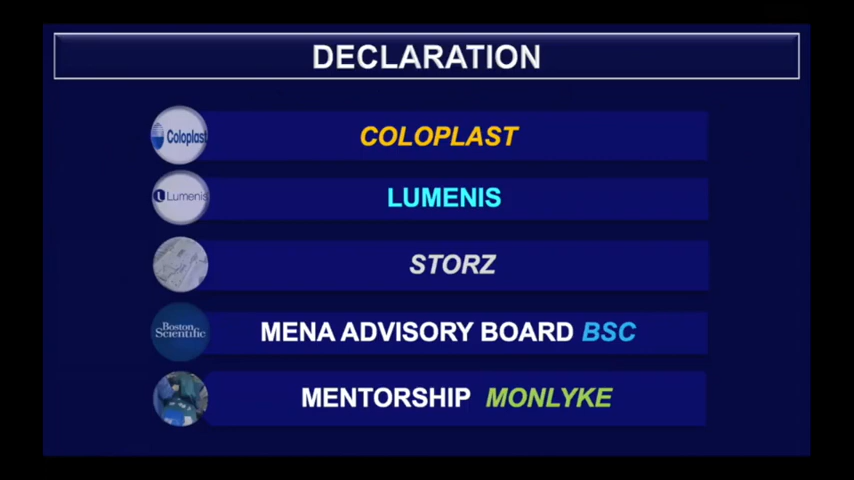 DECLARATION
Coloplast
COLOPLAST
Lumenis
LUMENIS
STORZ
Boston
Scientific
MENA ADVISORY BOARD BSC
MENTORSHIP MONLYKE